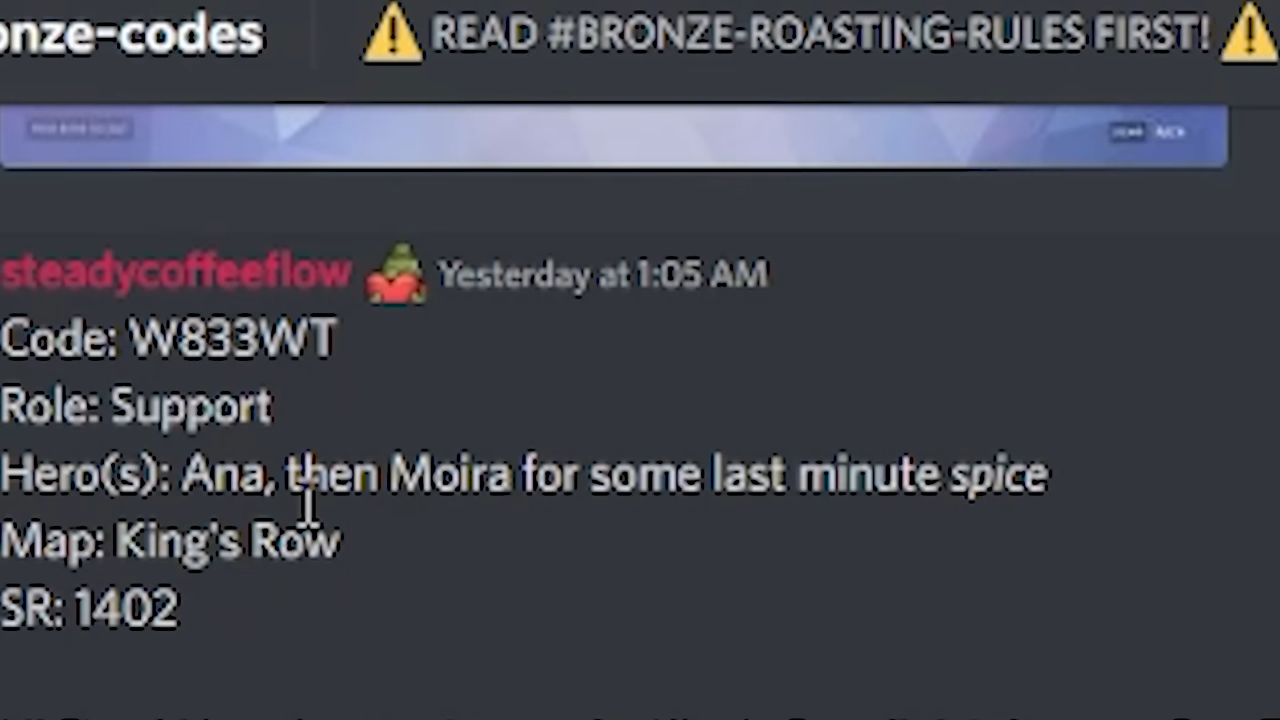 onze-codes
READ #BRONZE-ROASTING-RULES FIRST!
steadycoffeeflow Yesterday at 1:05 AM
Code: W833WT
Role: Support
Hero(s): Ana, then Moira for some last minute spice
Map: King's Row
SR: 1402